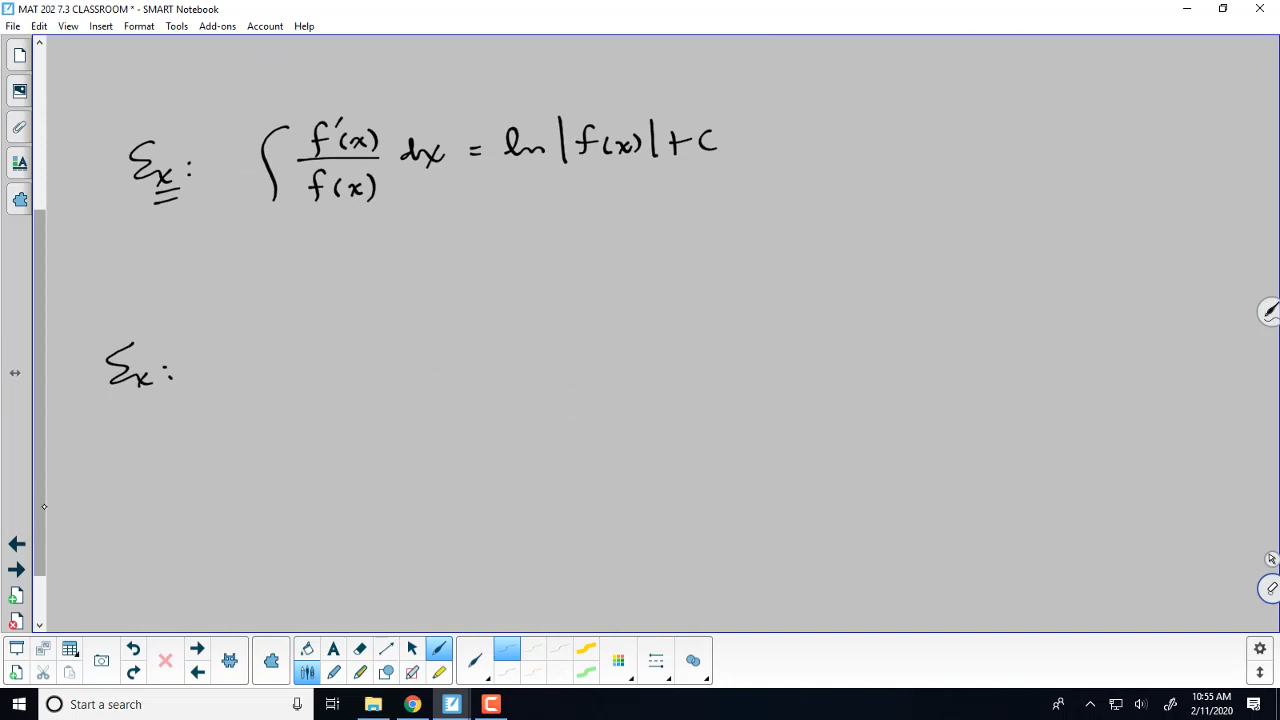 MAT 202 7.3 CLASSROOM * - SMART Notebook
File Edit View Insert Format Tools Add-ons Account Help
Ex: ∫ f'(x)/f(x) dx = ln |f(x)| + C
Ex:
Start a search
10:55 AM
2/11/2020